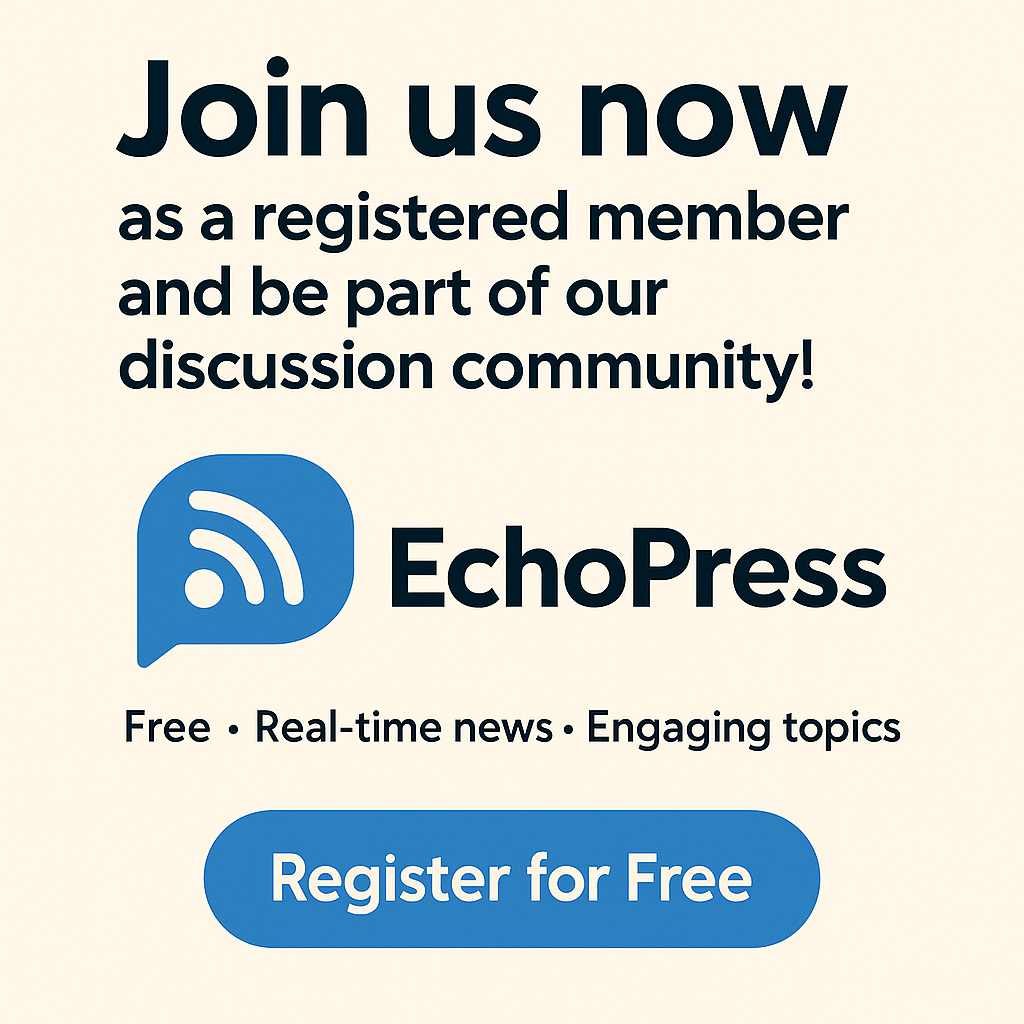 Join us now
as a registered member
and be part of our
discussion community!
EchoPress
Free • Real-time news • Engaging topics
Register for Free